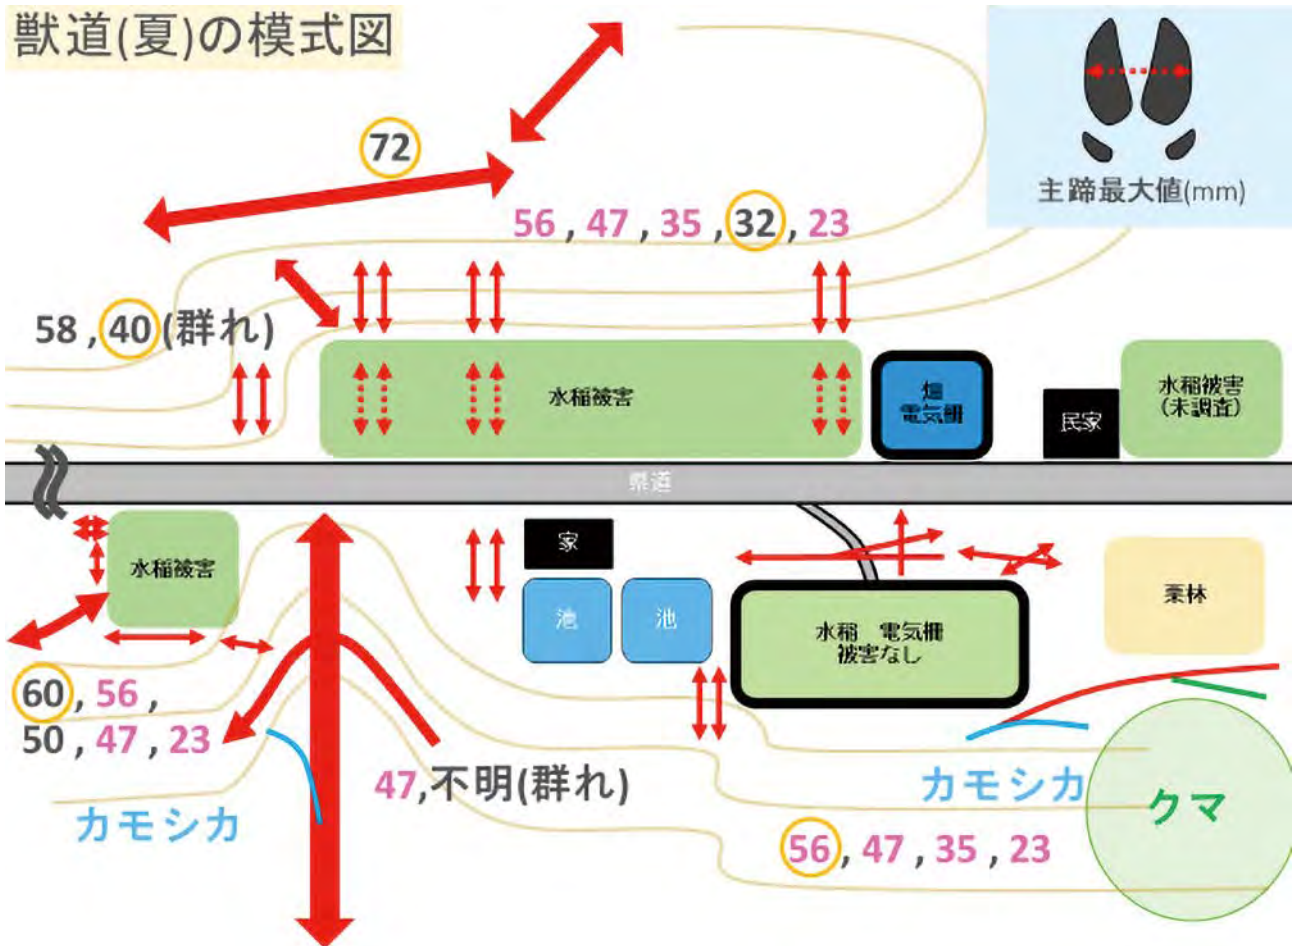 獣道(夏)の模式図
主蹄最大値(mm)
72
56 , 47 , 35 , 32 , 23
58 , 40 (群れ)
水稲被害
畑
電気柵
民家
水稲被害
(未調査)
県道
水稲被害
家
池
池
水稲 電気柵
被害なし
栗林
60 , 56 ,
50 , 47 , 23
カモシカ
47,不明(群れ)
カモシカ
クマ
56 , 47 , 35 , 23